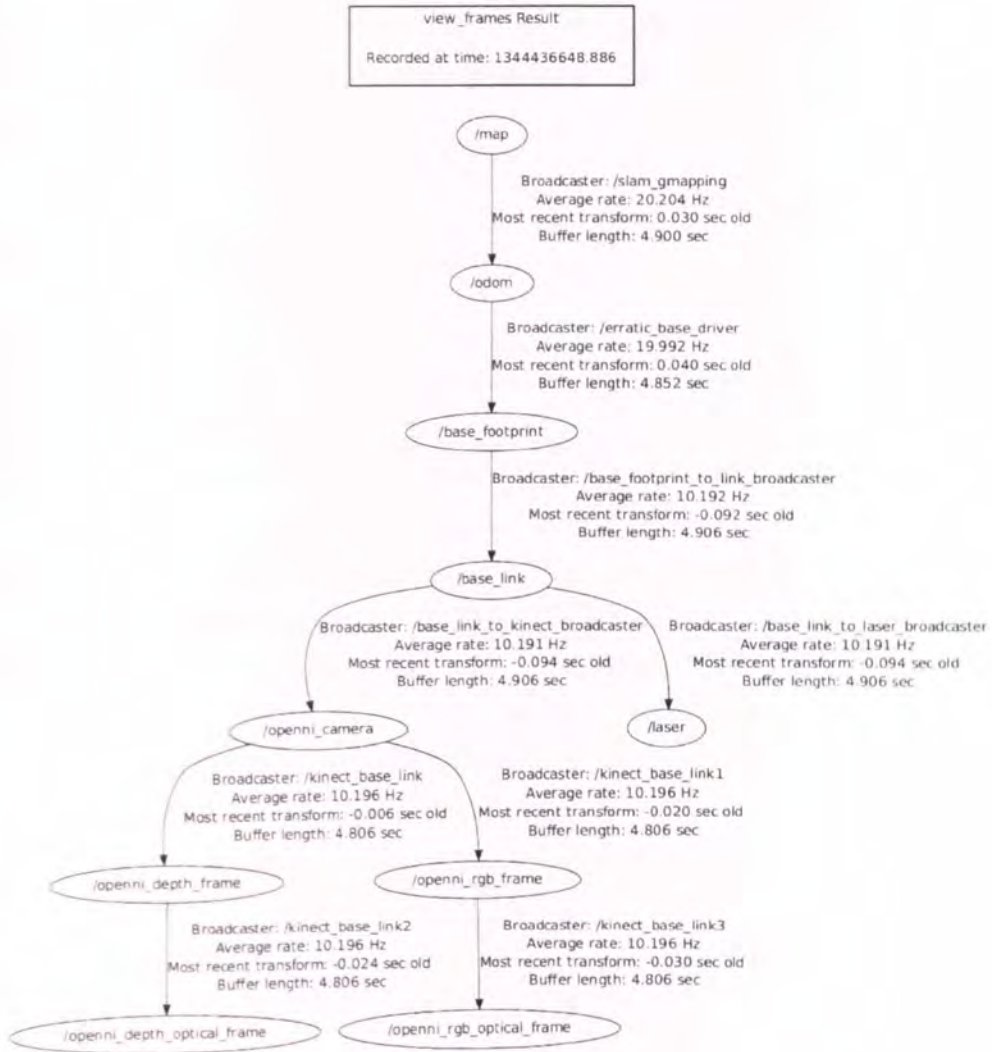 view_frames Result
Recorded at time: 1344436648.886
/map
Broadcaster: /slam_gmapping
Average rate: 20.204 Hz
Most recent transform: 0.030 sec old
Buffer length: 4.900 sec
/odom
Broadcaster: /erratic_base_driver
Average rate: 19.992 Hz
Most recent transform: 0.040 sec old
Buffer length: 4.852 sec
/base_footprint
Broadcaster: /base_footprint_to_link_broadcaster
Average rate: 10.192 Hz
Most recent transform: -0.092 sec old
Buffer length: 4.906 sec
/base_link
Broadcaster: /base_link_to_kinect_broadcaster
Average rate: 10.191 Hz
Most recent transform: -0.094 sec old
Buffer length: 4.906 sec
Broadcaster: /base_link_to_laser_broadcaster
Average rate: 10.191 Hz
Most recent transform: -0.094 sec old
Buffer length: 4.906 sec
/openni_camera
/laser
Broadcaster: /kinect_base_link
Average rate: 10.196 Hz
Most recent transform: -0.006 sec old
Buffer length: 4.806 sec
Broadcaster: /kinect_base_link1
Average rate: 10.196 Hz
Most recent transform: -0.020 sec old
Buffer length: 4.806 sec
/openni_depth_frame
/openni_rgb_frame
Broadcaster: /kinect_base_link2
Average rate: 10.196 Hz
Most recent transform: -0.024 sec old
Buffer length: 4.806 sec
Broadcaster: /kinect_base_link3
Average rate: 10.196 Hz
Most recent transform: -0.030 sec old
Buffer length: 4.806 sec
/openni_depth_optical_frame
/openni_rgb_optical_frame